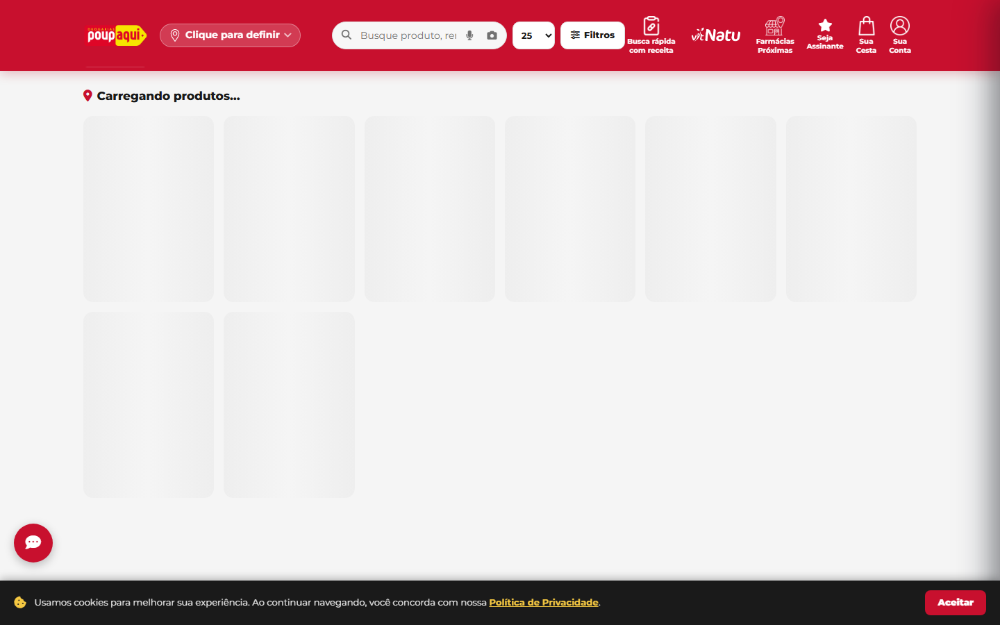 DROGARIAS
poupaqui
Clique para definir
Busque produto, rei
25
Filtros
Busca rápida
com receita
vitNatu
Farmácias
Próximas
Seja
Assinante
Sua
Cesta
Sua
Conta
Carregando produtos...
Usamos cookies para melhorar sua experiência. Ao continuar navegando, você concorda com nossa Política de Privacidade.
Aceitar